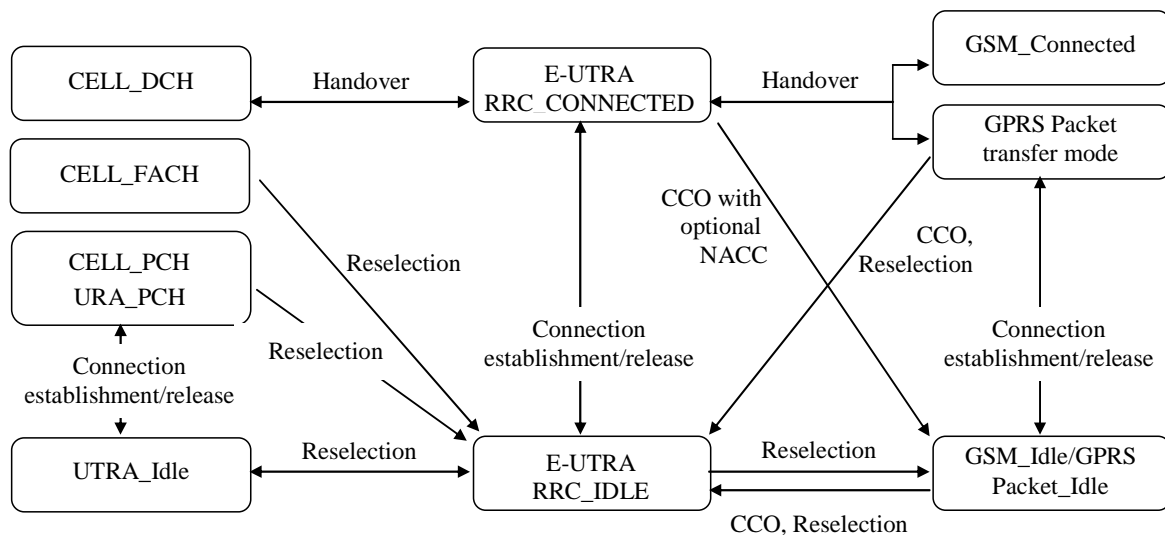 GSM_Connected
CELL_DCH
Handover
E-UTRA
RRC_CONNECTED
Handover
GPRS Packet
transfer mode
CELL_FACH
CCO with
optional
NACC
CCO,
Reselection
CELL_PCH
URA_PCH
Reselection
Reselection
Connection
establishment/release
Connection
establishment/release
Connection
establishment/release
UTRA_Idle
Reselection
E-UTRA
RRC_IDLE
Reselection
GSM_Idle/GPRS
Packet_Idle
CCO, Reselection